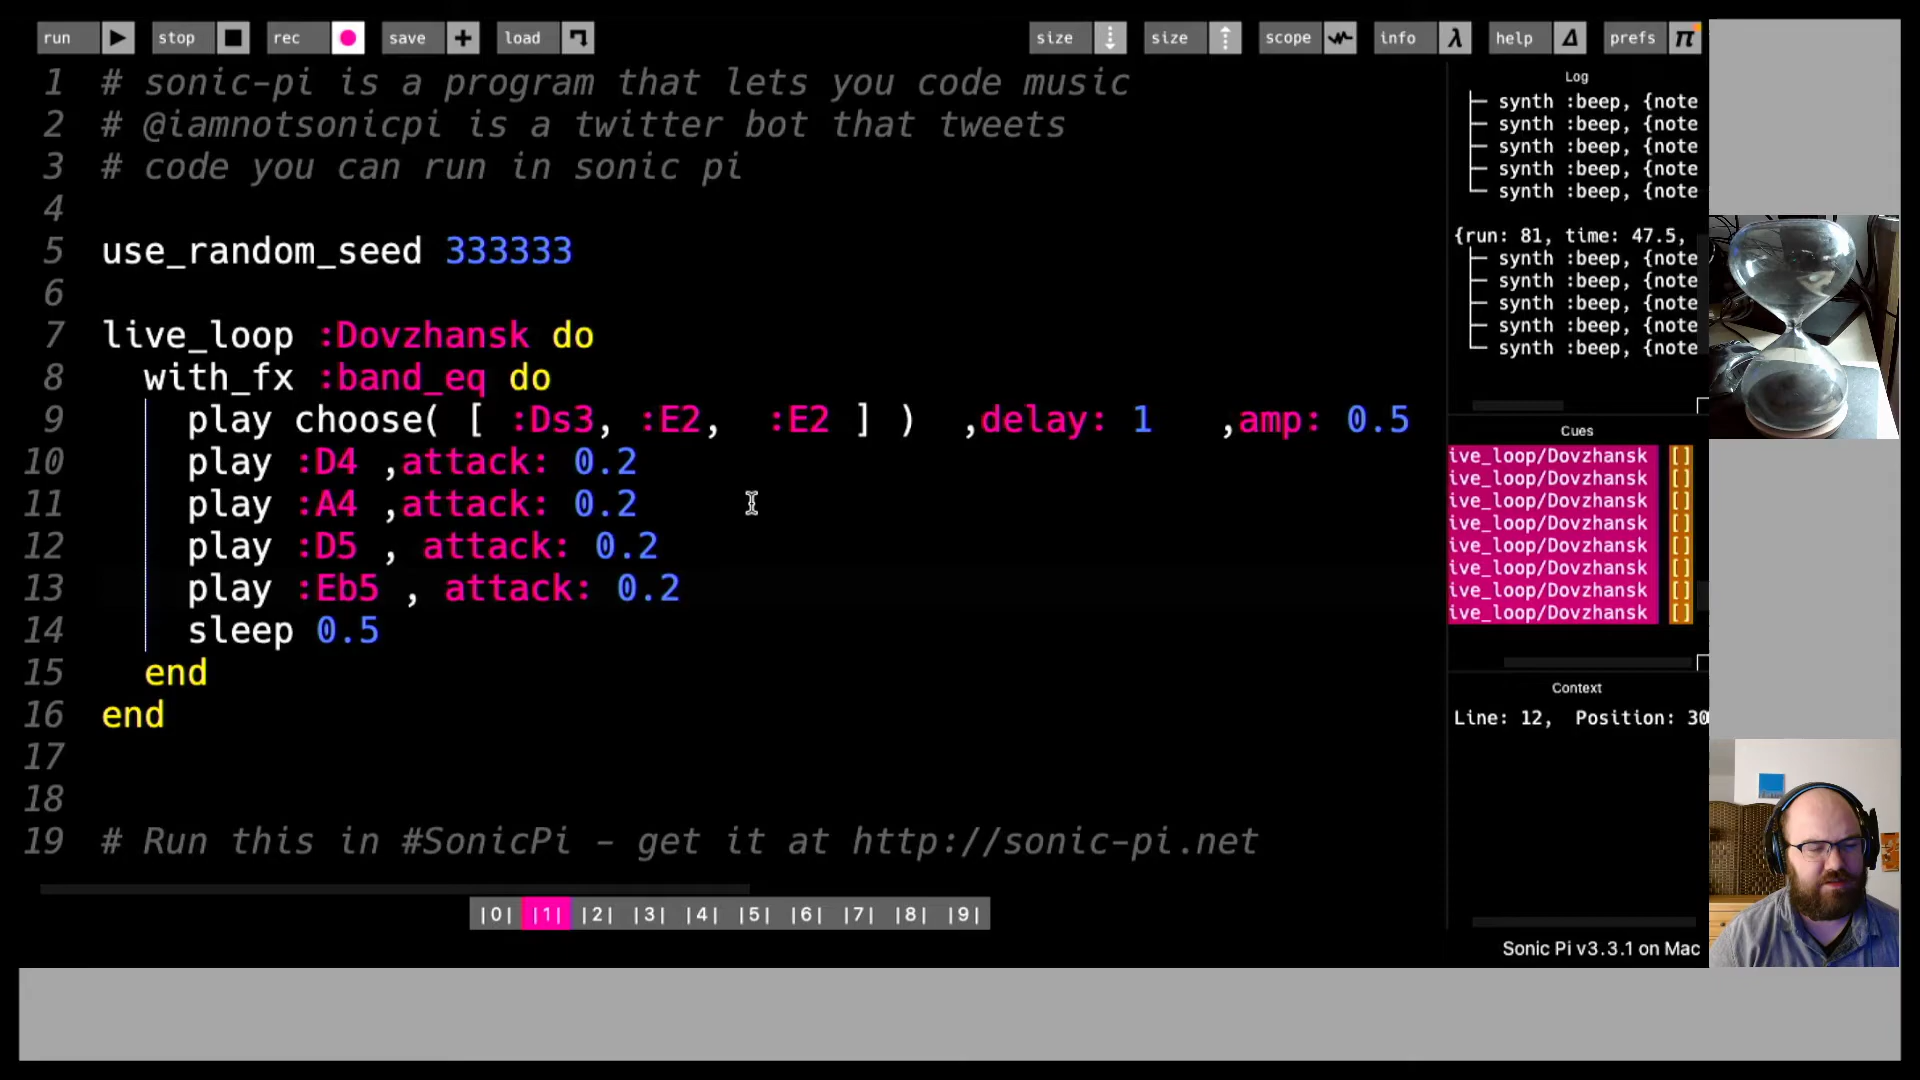 run stop rec save load size size scope info λ help prefs π
1 # sonic-pi is a program that lets you code music
2 # @iamnotsonicpi is a twitter bot that tweets
3 # code you can run in sonic pi
4
5 use_random_seed 333333
6
7 live_loop :Dovzhansk do
8 with_fx :band_eq do
9 play choose( [ :Ds3, :E2, :E2 ] ) ,delay: 1 ,amp: 0.5
10 play :D4 ,attack: 0.2
11 play :A4 ,attack: 0.2
12 play :D5 , attack: 0.2
13 play :Eb5 , attack: 0.2
14 sleep 0.5
15 end
16 end
17
18
19 # Run this in #SonicPi - get it at http://sonic-pi.net
|0| |1| |2| |3| |4| |5| |6| |7| |8| |9|
Log
synth :beep, {note
synth :beep, {note
synth :beep, {note
synth :beep, {note
synth :beep, {note
{run: 81, time: 47.5,
synth :beep, {note
synth :beep, {note
synth :beep, {note
synth :beep, {note
synth :beep, {note
Cues
ive_loop/Dovzhansk []
ive_loop/Dovzhansk []
ive_loop/Dovzhansk []
ive_loop/Dovzhansk []
ive_loop/Dovzhansk []
ive_loop/Dovzhansk []
ive_loop/Dovzhansk []
ive_loop/Dovzhansk []
Context
Line: 12, Position: 30
Sonic Pi v3.3.1 on Mac